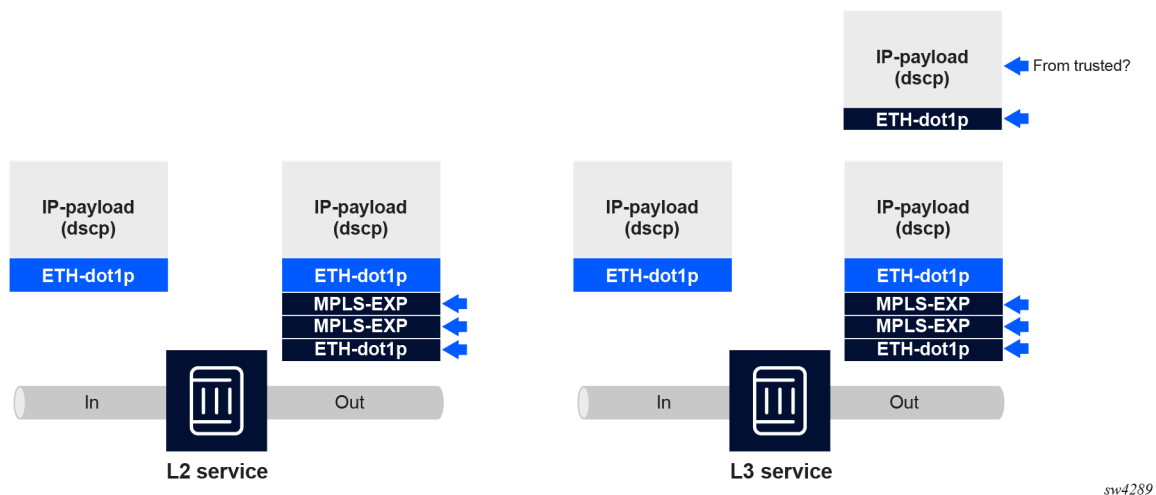 IP-payload
(dscp)
From trusted?
ETH-dot1p
IP-payload
(dscp)
ETH-dot1p
IP-payload
(dscp)
ETH-dot1p
MPLS-EXP
MPLS-EXP
ETH-dot1p
In
Out
L2 service
IP-payload
(dscp)
ETH-dot1p
IP-payload
(dscp)
ETH-dot1p
MPLS-EXP
MPLS-EXP
ETH-dot1p
In
Out
L3 service
sw4289